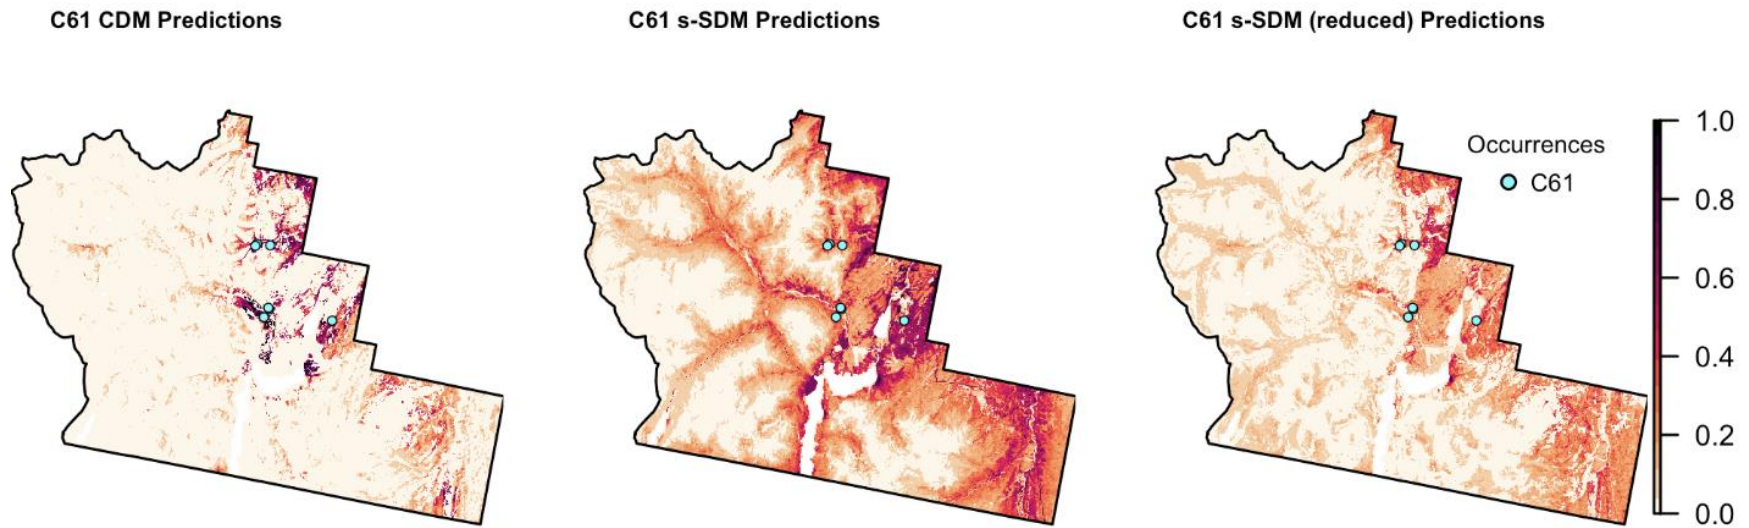 C61 CDM Predictions
C61 s-SDM Predictions
C61 s-SDM (reduced) Predictions
Occurrences
C61
1.0
0.8
0.6
0.4
0.2
0.0